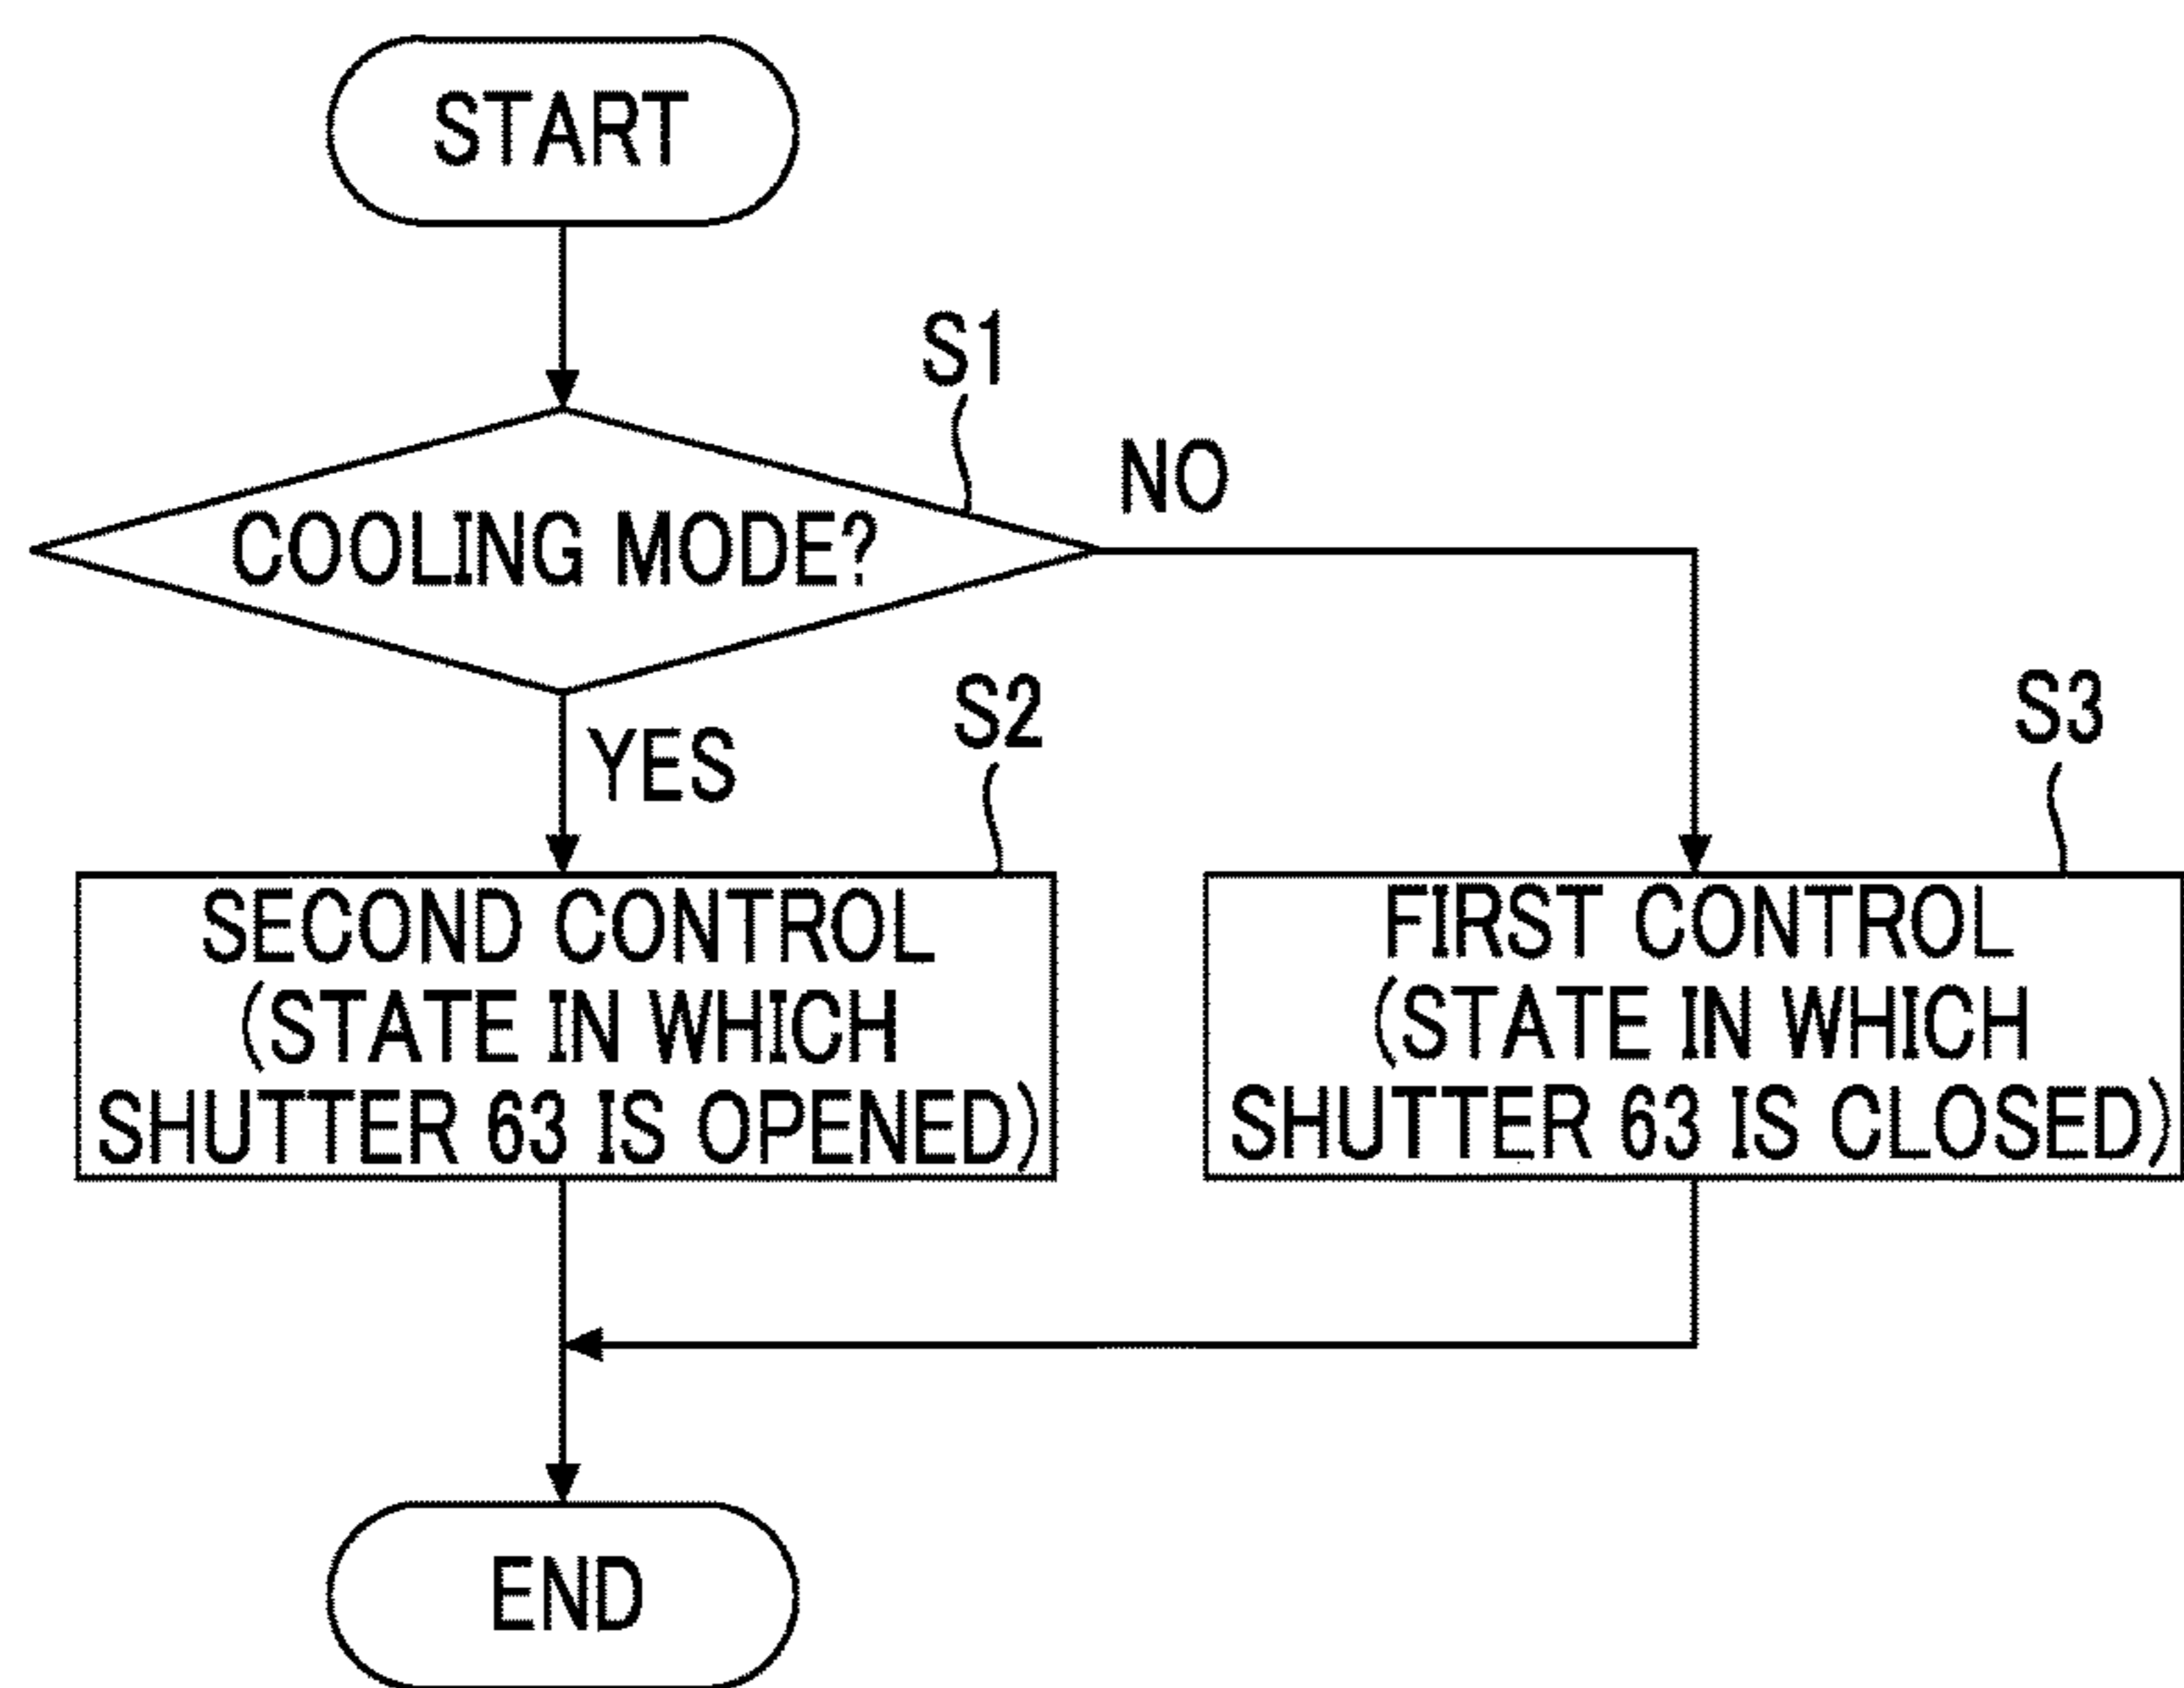 START
S1
NO
COOLING MODE?
YES
S2
S3
SECOND CONTROL
(STATE IN WHICH
SHUTTER 63 IS OPENED)
FIRST CONTROL
(STATE IN WHICH
SHUTTER 63 IS CLOSED)
END